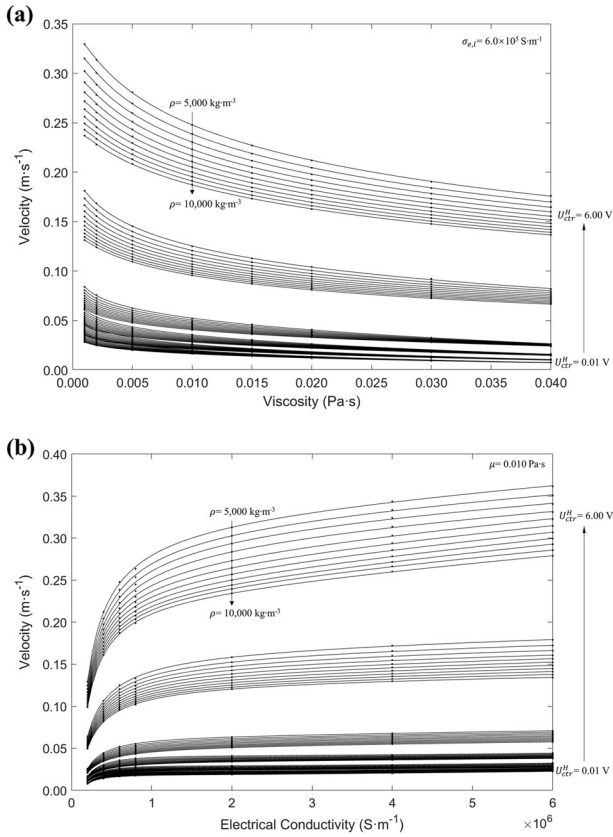 (a)
0.35
σe,l = 6.0×10⁵ S·m⁻¹
0.30
ρ= 5,000 kg·m⁻³
0.25
Velocity (m·s⁻¹)
0.20
ρ= 10,000 kg·m⁻³
U^H_ctr = 6.00 V
0.15
0.10
0.05
U^H_ctr = 0.01 V
0.00
0.000 0.005 0.010 0.015 0.020 0.025 0.030 0.035 0.040
Viscosity (Pa·s)
(b)
0.40
μ= 0.010 Pa·s
0.35
ρ= 5,000 kg·m⁻³
U^H_ctr = 6.00 V
0.30
0.25
Velocity (m·s⁻¹)
ρ= 10,000 kg·m⁻³
0.20
0.15
0.10
0.05
U^H_ctr = 0.01 V
0.00
0 1 2 3 4 5 6
Electrical Conductivity (S·m⁻¹) ×10⁶